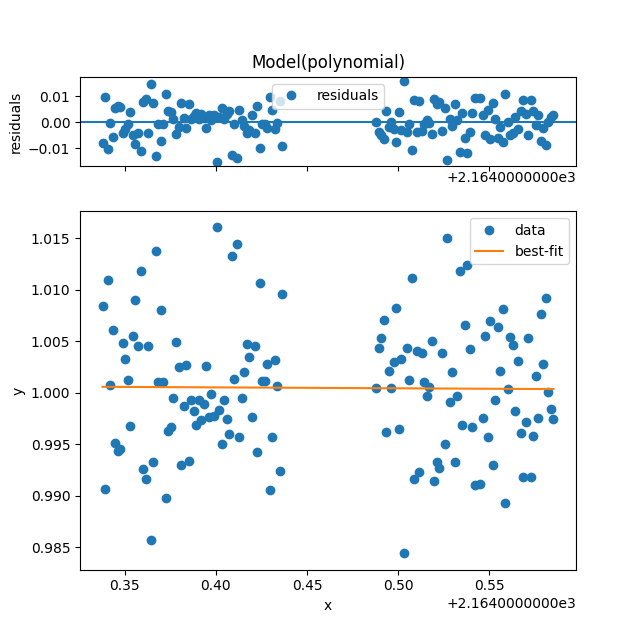 Model(polynomial)
residuals
0.01
0.00
−0.01
residuals
+2.1640000000e3
1.015
1.010
1.005
1.000
0.995
0.990
0.985
y
data
best-fit
0.35
0.40
0.45
0.50
0.55
x
+2.1640000000e3